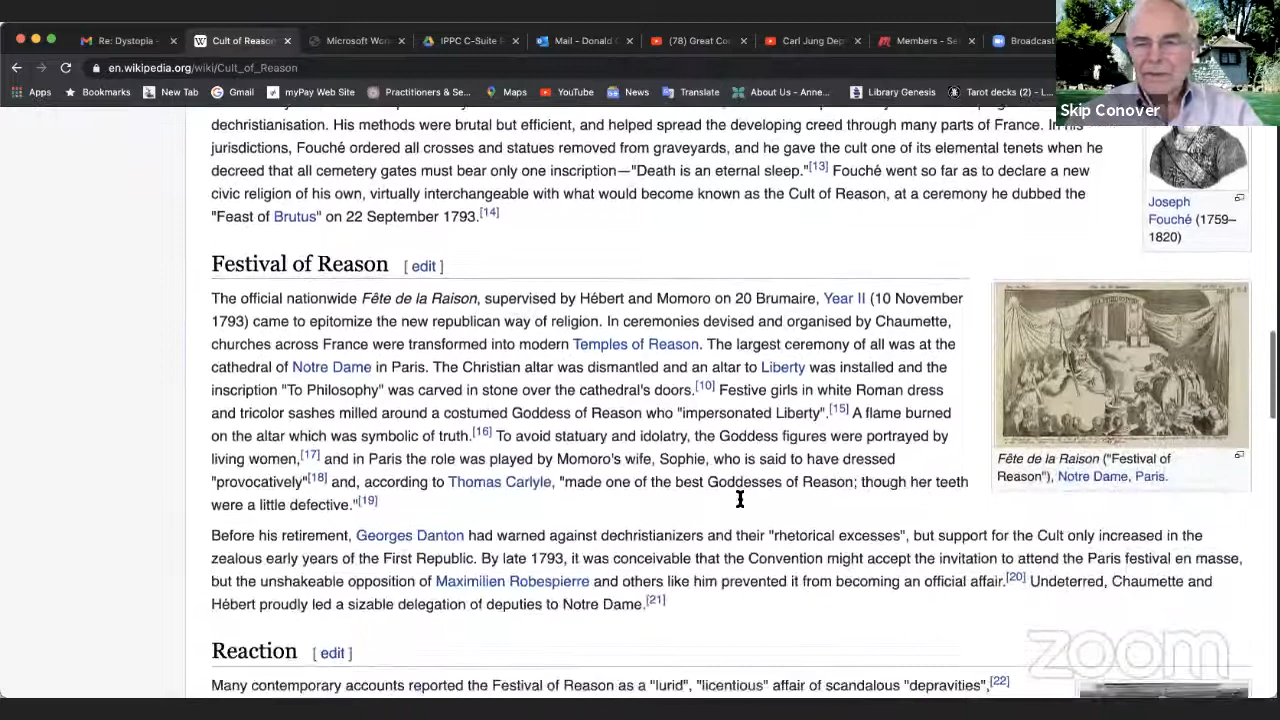 Re: Dystopia -
Cult of Reason
Microsoft Wo
IPPC C-Suite
Mail - Donald
(78) Great Co
Carl Jung De
Members - Se
Broadcast
en.wikipedia.org/wiki/Cult_of_Reason
Apps
Bookmarks
New Tab
Gmail
myPay Web Site
Practitioners & Se...
Maps
YouTube
News
Translate
About Us - Anne...
Library Genesis
Tarot decks (2) - L...
Skip Conover
dechristianisation. His methods were brutal but efficient, and helped spread the developing creed through many parts of France. In his
jurisdictions, Fouché ordered all crosses and statues removed from graveyards, and he gave the cult one of its elemental tenets when he
decreed that all cemetery gates must bear only one inscription—"Death is an eternal sleep."[13] Fouché went so far as to declare a new
civic religion of his own, virtually interchangeable with what would become known as the Cult of Reason, at a ceremony he dubbed the
"Feast of Brutus" on 22 September 1793.[14]
Joseph
Fouché (1759–
1820)
Festival of Reason [ edit ]
The official nationwide Fête de la Raison, supervised by Hébert and Momoro on 20 Brumaire, Year II (10 November
1793) came to epitomize the new republican way of religion. In ceremonies devised and organised by Chaumette,
churches across France were transformed into modern Temples of Reason. The largest ceremony of all was at the
cathedral of Notre Dame in Paris. The Christian altar was dismantled and an altar to Liberty was installed and the
inscription "To Philosophy" was carved in stone over the cathedral's doors.[10] Festive girls in white Roman dress
and tricolor sashes milled around a costumed Goddess of Reason who "impersonated Liberty".[15] A flame burned
on the altar which was symbolic of truth.[16] To avoid statuary and idolatry, the Goddess figures were portrayed by
living women,[17] and in Paris the role was played by Momoro's wife, Sophie, who is said to have dressed
"provocatively"[18] and, according to Thomas Carlyle, "made one of the best Goddesses of Reason; though her teeth
were a little defective."[19]
Fête de la Raison ("Festival of
Reason"), Notre Dame, Paris.
Before his retirement, Georges Danton had warned against dechristianizers and their "rhetorical excesses", but support for the Cult only increased in the
zealous early years of the First Republic. By late 1793, it was conceivable that the Convention might accept the invitation to attend the Paris festival en masse,
but the unshakeable opposition of Maximilien Robespierre and others like him prevented it from becoming an official affair.[20] Undeterred, Chaumette and
Hébert proudly led a sizable delegation of deputies to Notre Dame.[21]
Reaction [ edit ]
Many contemporary accounts reported the Festival of Reason as a "lurid", "licentious" affair of scandalous "depravities",[22]
zoom